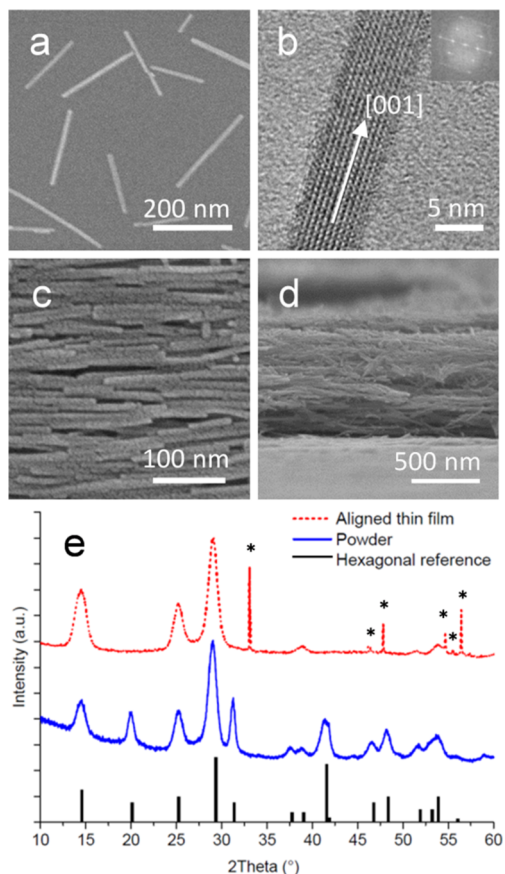 a
b
[001]
200 nm
5 nm
c
d
100 nm
500 nm
e
Aligned thin film
Powder
Hexagonal reference
*
*
*
*
*
*
Intensity (a.u.)
10 15 20 25 30 35 40 45 50 55 60
2Theta (°)